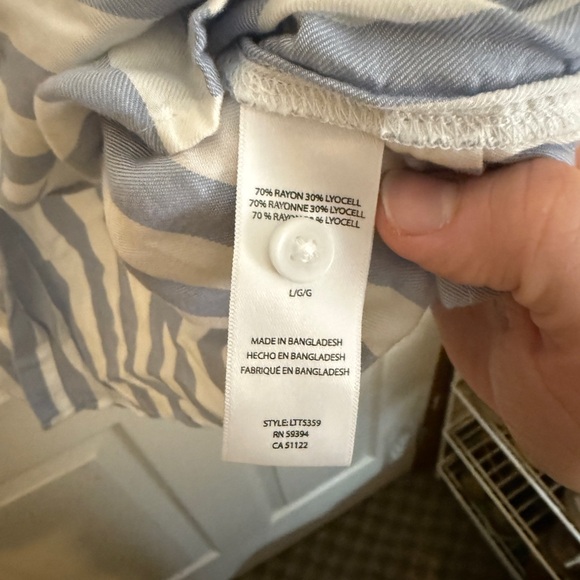 70% RAYON 30% LYOCELL
70% RAYONNE 30% LYOCELL
70 % LYOCELL
L/G/G
MADE IN BANGLADESH
HECHO EN BANGLADESH
FABRIQUÉ EN BANGLADESH
STYLE: LTT5359
RN 59394
CA 51122